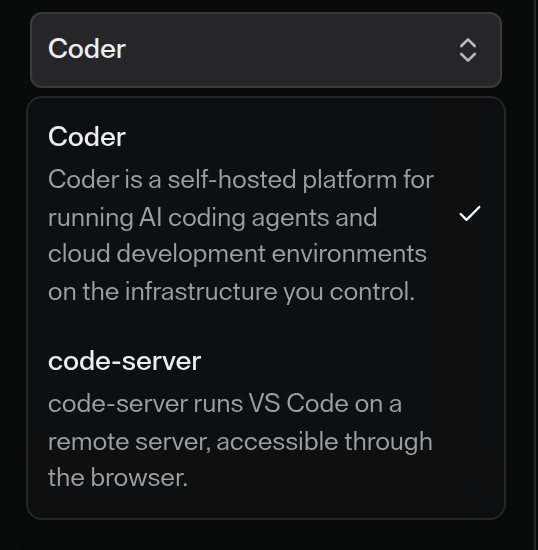 Coder
Coder
Coder is a self-hosted platform for
running AI coding agents and
cloud development environments
on the infrastructure you control.
code-server
code-server runs VS Code on a
remote server, accessible through
the browser.